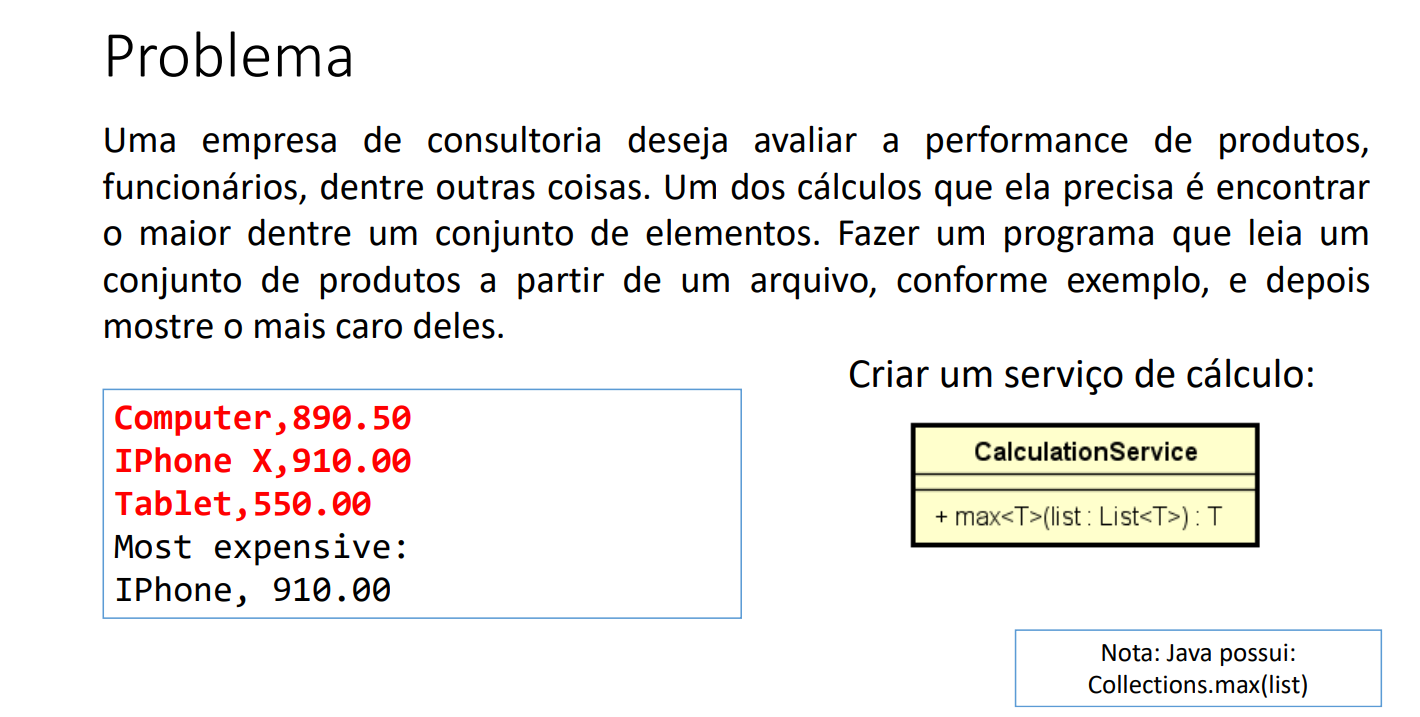 Problema
Uma empresa de consultoria deseja avaliar a performance de produtos,
funcionários, dentre outras coisas. Um dos cálculos que ela precisa é encontrar
o maior dentre um conjunto de elementos. Fazer um programa que leia um
conjunto de produtos a partir de um arquivo, conforme exemplo, e depois
mostre o mais caro deles.
Computer,890.50
IPhone X,910.00
Tablet,550.00
Most expensive:
IPhone, 910.00
Criar um serviço de cálculo:
CalculationService
+ max<T>(list : List<T>) : T
Nota: Java possui:
Collections.max(list)